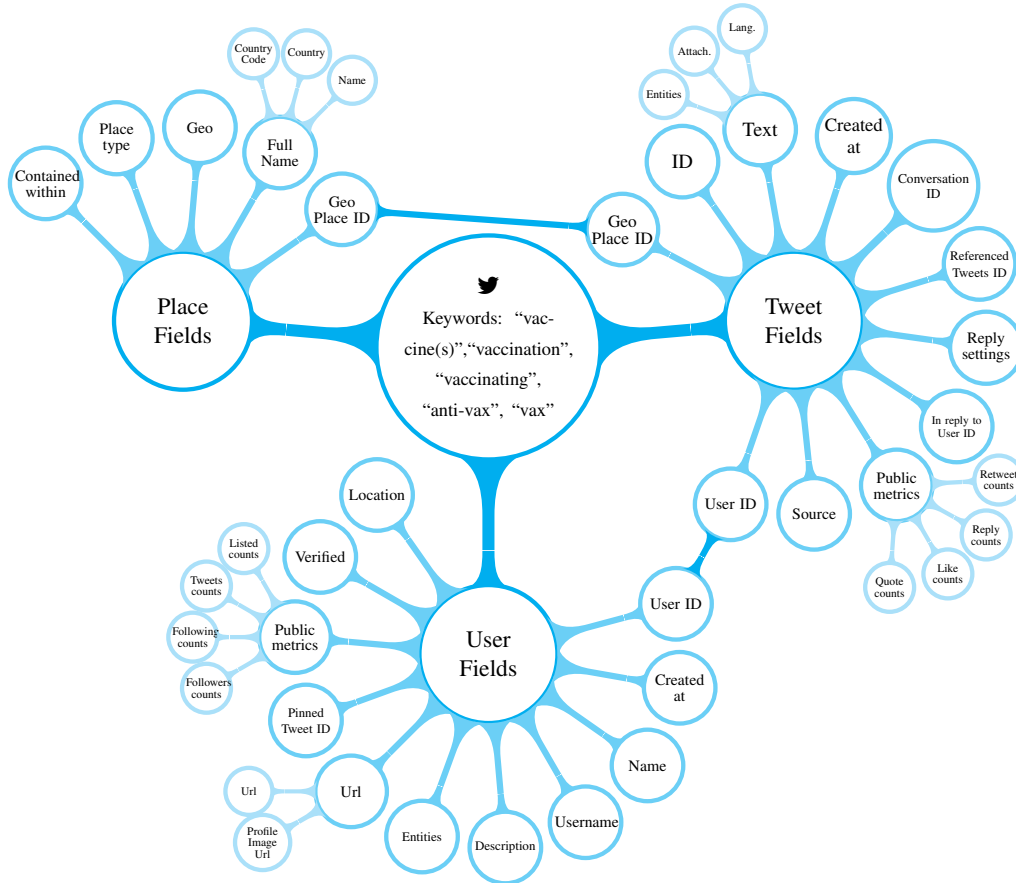 Country
Code
Country
Name
Full
Name
Geo
Place
type
Contained
within
Geo
Place ID
Place
Fields
Keywords: “vac-
cine(s)”,“vaccination”,
“vaccinating”,
“anti-vax”, “vax”
Lang.
Attach.
Entities
Text
ID
Geo
Place ID
Created
at
Conversation
ID
Referenced
Tweets ID
Reply
settings
In reply to
User ID
Tweet
Fields
Public
metrics
Retweet
counts
Reply
counts
Like
counts
Quote
counts
Source
User ID
User ID
Location
Verified
Listed
counts
Tweets
counts
Following
counts
Followers
counts
Public
metrics
User
Fields
Pinned
Tweet ID
Url
Url
Profile
Image
Url
Entities
Description
Username
Name
Created
at